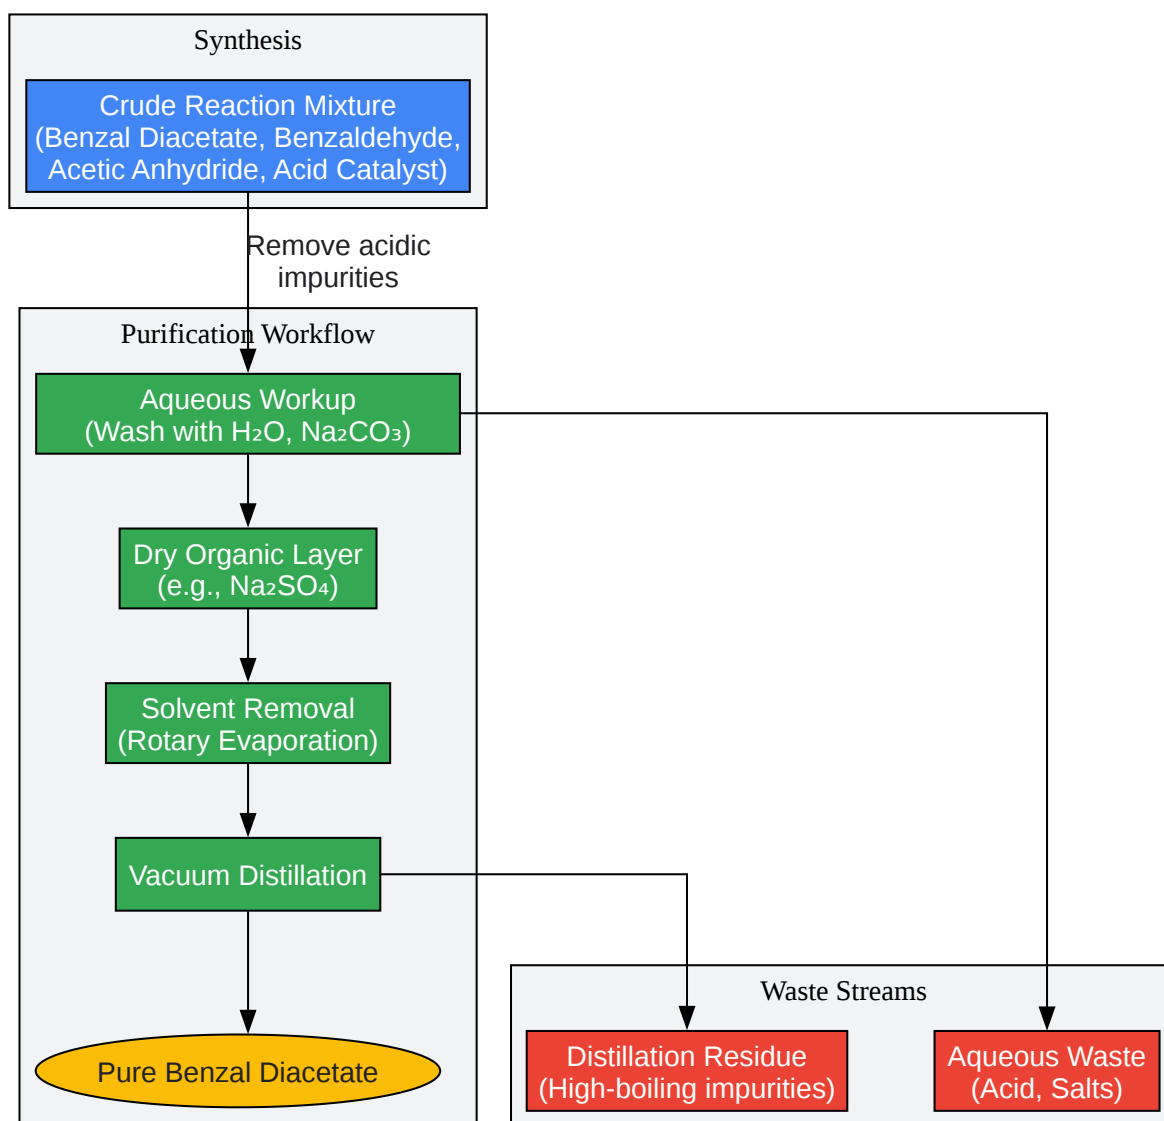 Synthesis
Crude Reaction Mixture
(Benzal Diacetate, Benzaldehyde,
Acetic Anhydride, Acid Catalyst)
Remove acidic
impurities
Purification Workflow
Aqueous Workup
(Wash with H₂O, Na₂CO₃)
Dry Organic Layer
(e.g., Na₂SO₄)
Solvent Removal
(Rotary Evaporation)
Vacuum Distillation
Pure Benzal Diacetate
Waste Streams
Distillation Residue
(High-boiling impurities)
Aqueous Waste
(Acid, Salts)